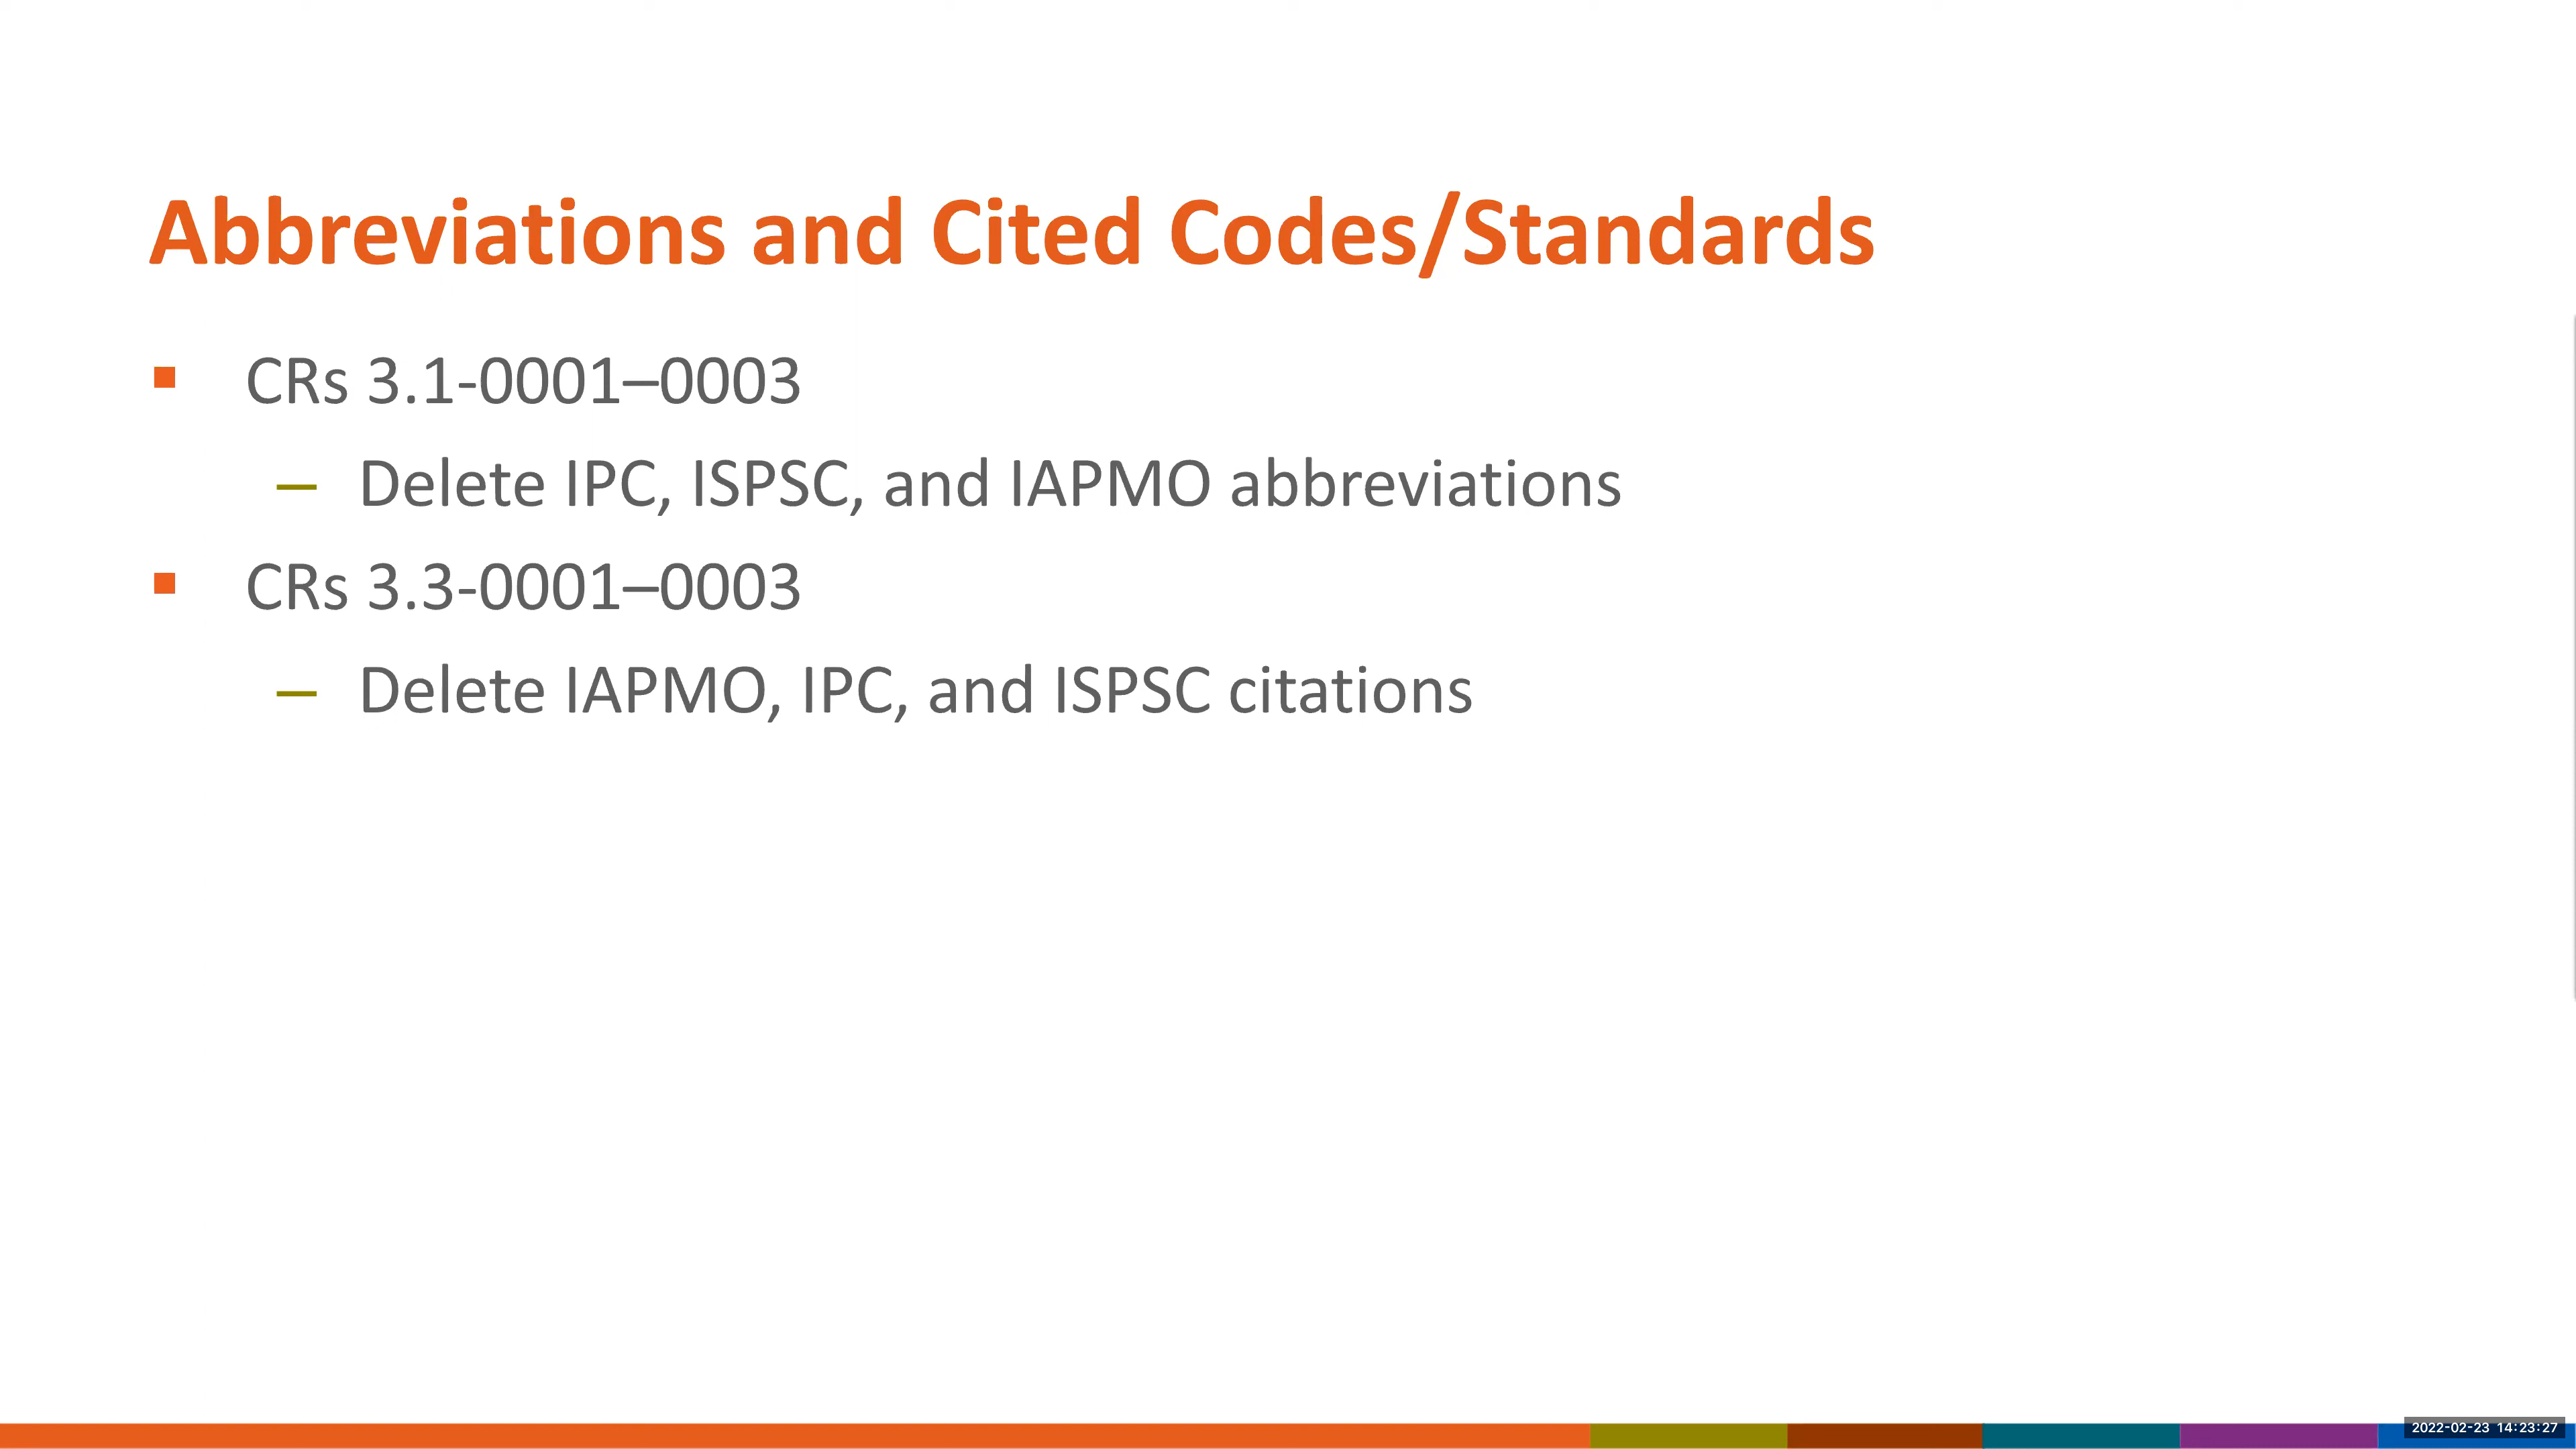 Abbreviations and Cited Codes/Standards
▪ CRs 3.1-0001–0003
– Delete IPC, ISPSC, and IAPMO abbreviations
▪ CRs 3.3-0001–0003
– Delete IAPMO, IPC, and ISPSC citations
2022-02-23 14:23:27